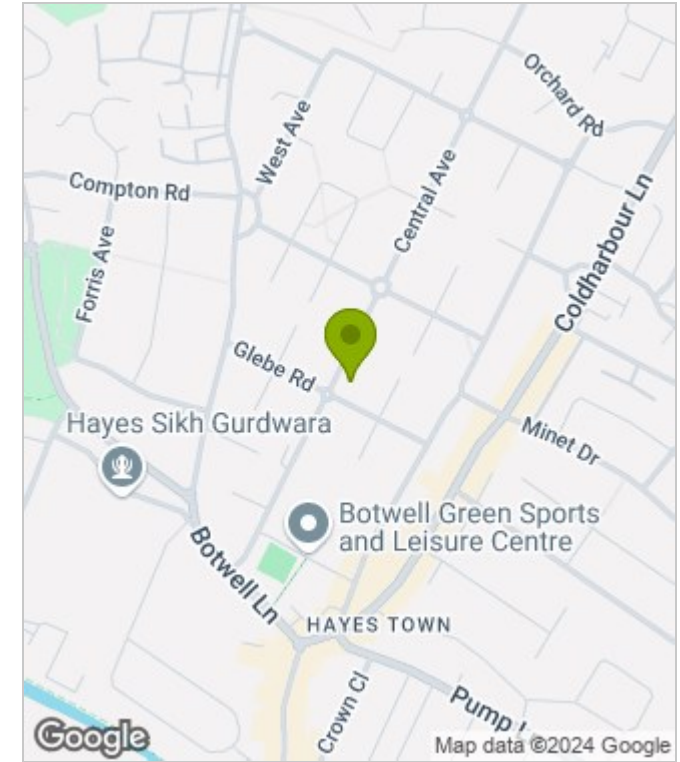 Orchard Rd
West Ave
Central Ave
Compton Rd
Coldharbour Ln
Forris Ave
Glebe Rd
Minet Dr
Hayes Sikh Gurdwara
Botwell Green Sports
and Leisure Centre
Botwell Ln
HAYES TOWN
Crown Cl
Pump
Google
Map data ©2024 Google